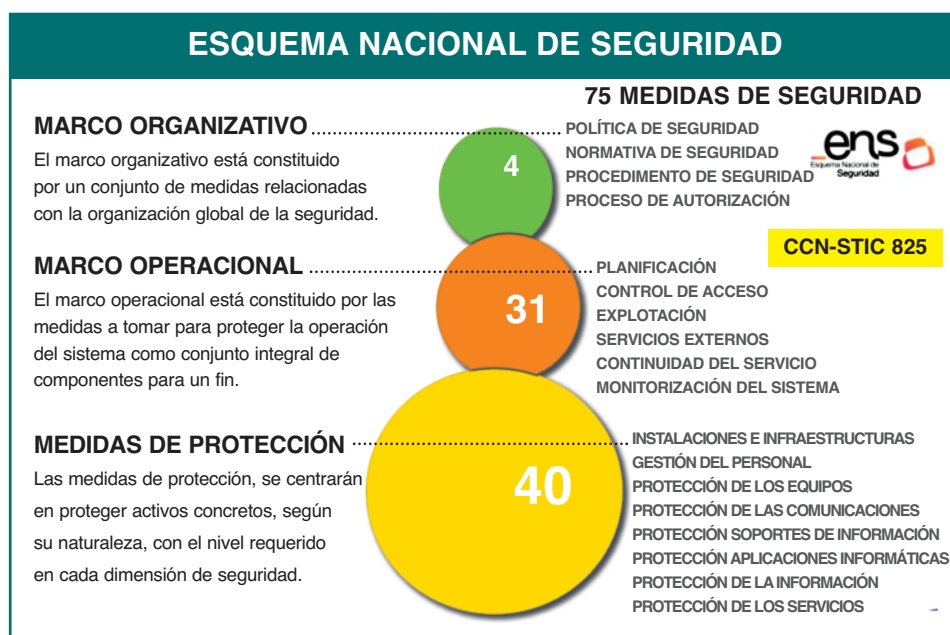 ESQUEMA NACIONAL DE SEGURIDAD
75 MEDIDAS DE SEGURIDAD
MARCO ORGANIZATIVO
El marco organizativo está constituido
por un conjunto de medidas relacionadas
con la organización global de la seguridad.
4
POLÍTICA DE SEGURIDAD
NORMATIVA DE SEGURIDAD
PROCEDIMENTO DE SEGURIDAD
PROCESO DE AUTORIZACIÓN
ens
Esquema Nacional de
Seguridad
CCN-STIC 825
MARCO OPERACIONAL
El marco operacional está constituido por las
medidas a tomar para proteger la operación
del sistema como conjunto integral de
componentes para un fin.
31
PLANIFICACIÓN
CONTROL DE ACCESO
EXPLOTACIÓN
SERVICIOS EXTERNOS
CONTINUIDAD DEL SERVICIO
MONITORIZACIÓN DEL SISTEMA
MEDIDAS DE PROTECCIÓN
Las medidas de protección, se centrarán
en proteger activos concretos, según
su naturaleza, con el nivel requerido
en cada dimensión de seguridad.
40
INSTALACIONES E INFRAESTRUCTURAS
GESTIÓN DEL PERSONAL
PROTECCIÓN DE LOS EQUIPOS
PROTECCIÓN DE LAS COMUNICACIONES
PROTECCIÓN SOPORTES DE INFORMACIÓN
PROTECCIÓN APLICACIONES INFORMÁTICAS
PROTECCIÓN DE LA INFORMACIÓN
PROTECCIÓN DE LOS SERVICIOS